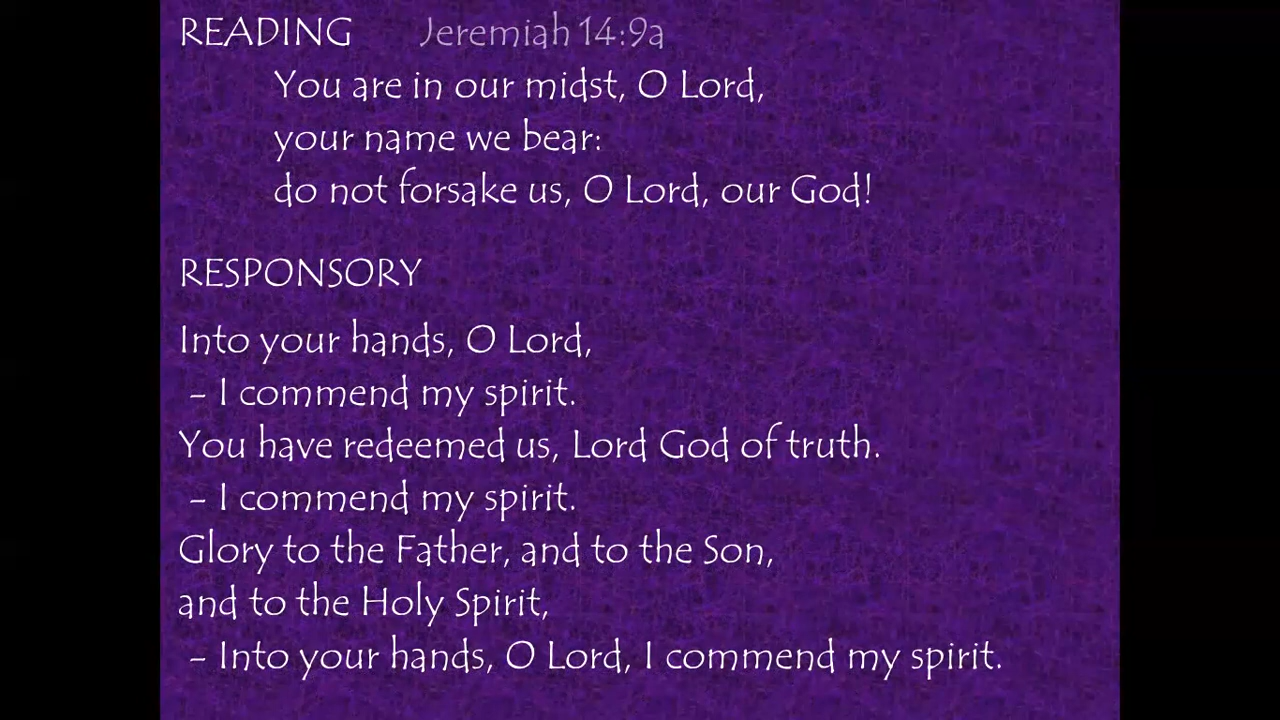 READING Jeremiah 14:9a
You are in our midst, O Lord,
your name we bear:
do not forsake us, O Lord, our God!
RESPONSORY
Into your hands, O Lord,
– I commend my spirit.
You have redeemed us, Lord God of truth.
– I commend my spirit.
Glory to the Father, and to the Son,
and to the Holy Spirit,
– Into your hands, O Lord, I commend my spirit.